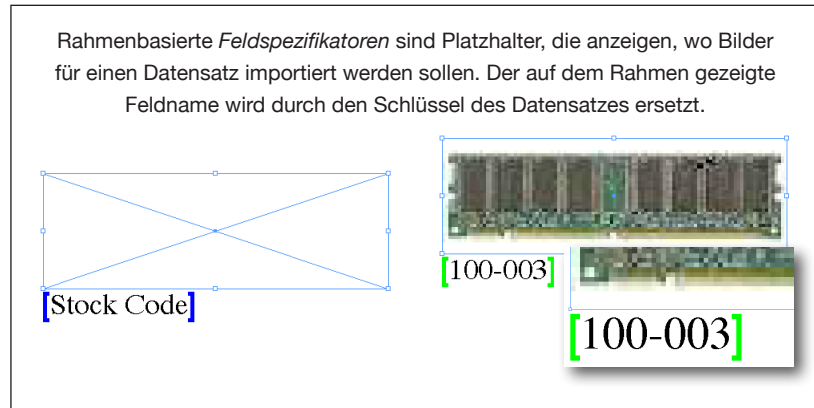 Rahmenbasierte Feldspezifikatoren sind Platzhalter, die anzeigen, wo Bilder
für einen Datensatz importiert werden sollen. Der auf dem Rahmen gezeigte
Feldname wird durch den Schlüssel des Datensatzes ersetzt.
[Stock Code]
[100-003]
[100-003]